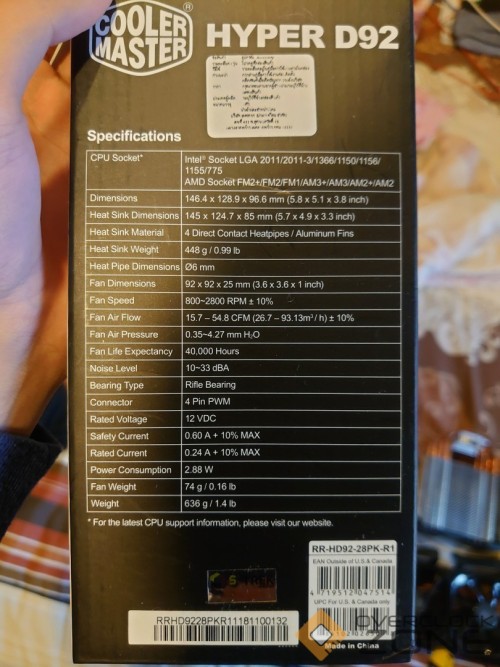 COOLER
MASTER
HYPER D92
Specifications
CPU Socket* Intel® Socket LGA 2011/2011-3/1366/1150/1156/
1155/775
AMD Socket FM2+/FM2/FM1/AM3+/AM3/AM2+/AM2
Dimensions 146.4 x 128.9 x 96.6 mm (5.8 x 5.1 x 3.8 inch)
Heat Sink Dimensions 145 x 124.7 x 85 mm (5.7 x 4.9 x 3.3 inch)
Heat Sink Material 4 Direct Contact Heatpipes / Aluminum Fins
Heat Sink Weight 448 g / 0.99 lb
Heat Pipe Dimensions Ø6 mm
Fan Dimensions 92 x 92 x 25 mm (3.6 x 3.6 x 1 inch)
Fan Speed 800~2800 RPM ± 10%
Fan Air Flow 15.7 – 54.8 CFM (26.7 – 93.13m³ / h) ± 10%
Fan Air Pressure 0.35~4.27 mm H₂O
Fan Life Expectancy 40,000 Hours
Noise Level 10~33 dBA
Bearing Type Rifle Bearing
Connector 4 Pin PWM
Rated Voltage 12 VDC
Safety Current 0.60 A + 10% MAX
Rated Current 0.24 A + 10% MAX
Power Consumption 2.88 W
Fan Weight 74 g / 0.16 lb
Weight 636 g / 1.4 lb
* For the latest CPU support information, please visit our website.
RR-HD92-28PK-R1
EAN Outside of U.S.& Canada
4 719512 047514
UPC For U.S. & Canada only
RRHD9228PKR11181100132
Made in China